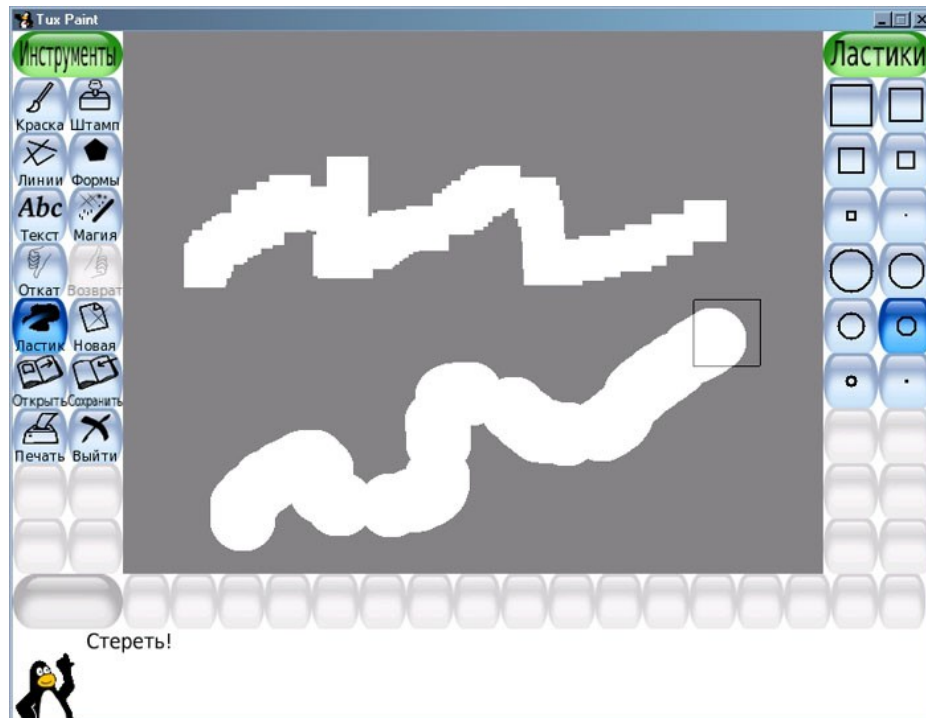 Tux Paint
Инструменты
Ластики
Краска Штамп
Линии Формы
Abc
Текст Магия
Откат Возврат
Ластик Новая
Открыть Сохранить
Печать Выйти
Стереть!